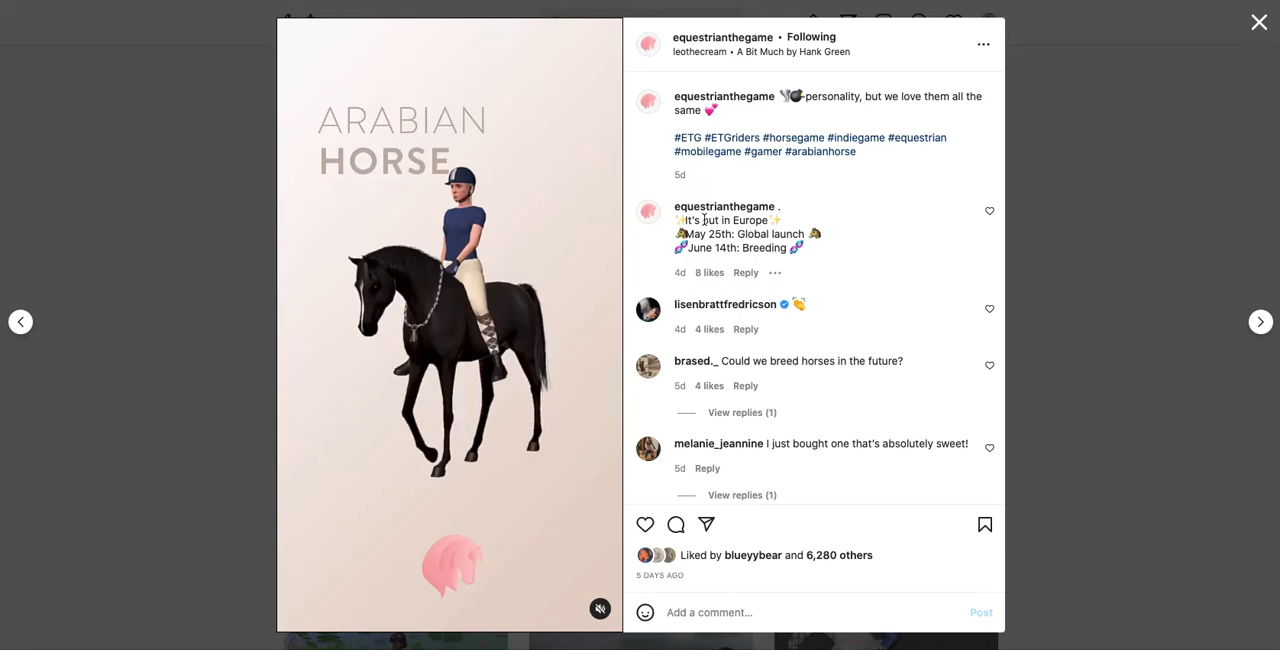 ARABIAN
HORSE
equestrianthegame • Following
leothecream • A Bit Much by Hank Green
equestrianthegame personality, but we love them all the
same
#ETG #ETGriders #horsegame #indiegame #equestrian
#mobilegame #gamer #arabianhorse
5d
equestrianthegame .
It's out in Europe
May 25th: Global launch
June 14th: Breeding
4d 8 likes Reply
lisenbrattfredricson
4d 4 likes Reply
brased._ Could we breed horses in the future?
5d 4 likes Reply
View replies (1)
melanie_jeannine I just bought one that's absolutely sweet!
5d Reply
View replies (1)
Liked by blueyybear and 6,280 others
5 DAYS AGO
Add a comment...
Post